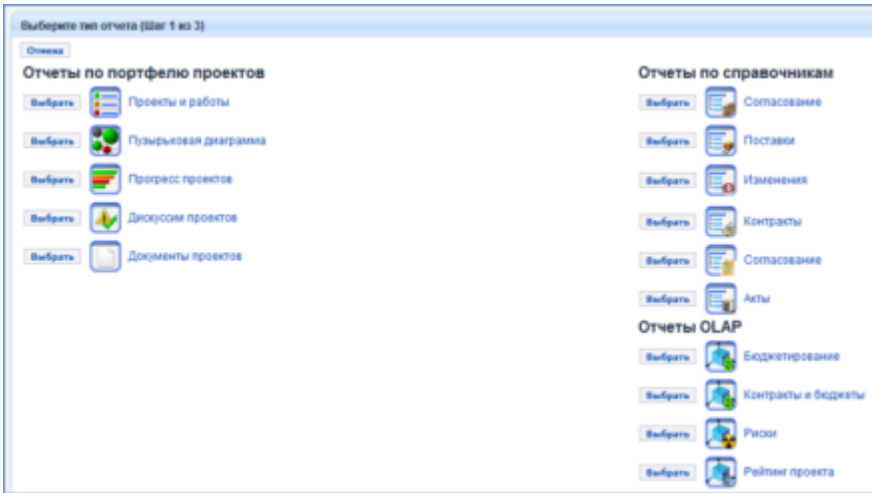 Выберите тип отчета (Шаг 1 из 3)
Отмена
Отчеты по портфелю проектов
Выбрать Проекты и работы
Выбрать Пузырьковая диаграмма
Выбрать Прогресс проектов
Выбрать Дискуссии проектов
Выбрать Документы проектов
Отчеты по справочникам
Выбрать Согласование
Выбрать Поставки
Выбрать Изменения
Выбрать Контракты
Выбрать Согласование
Выбрать Акты
Отчеты OLAP
Выбрать Бюджетирование
Выбрать Контракты и бюджеты
Выбрать Риски
Выбрать Рейтинг проекта